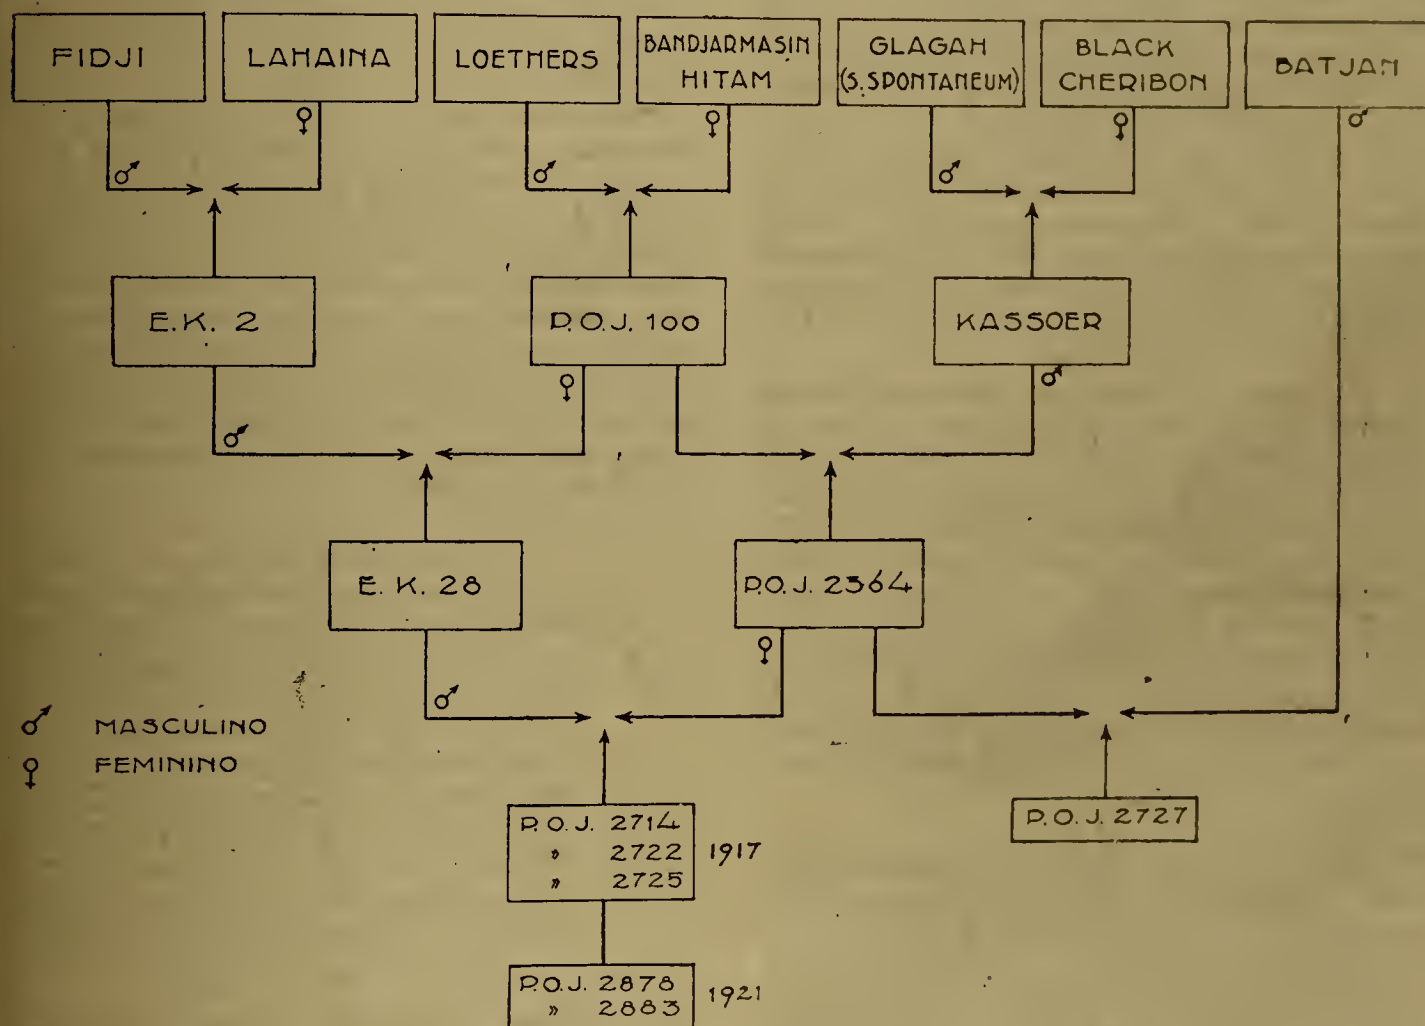 FIDJI
LAHAINA
LOETHERS
BANDJARMASIN
HITAM
GLAGAH
(S. SPONTANEUM)
BLACK
CHERIBON
BATJAN
♂
♀
♂
♀
♂
♀
♂
E. K. 2
P.O.J. 100
KASSOER
♂
♀
♂
E. K. 28
P.O.J. 2364
♂
♀
♂ MASCULINO
♀ FEMININO
P.O.J. 2714
» 2722 1917
» 2725
P.O.J. 2727
P.O.J. 2878
» 2883 1921